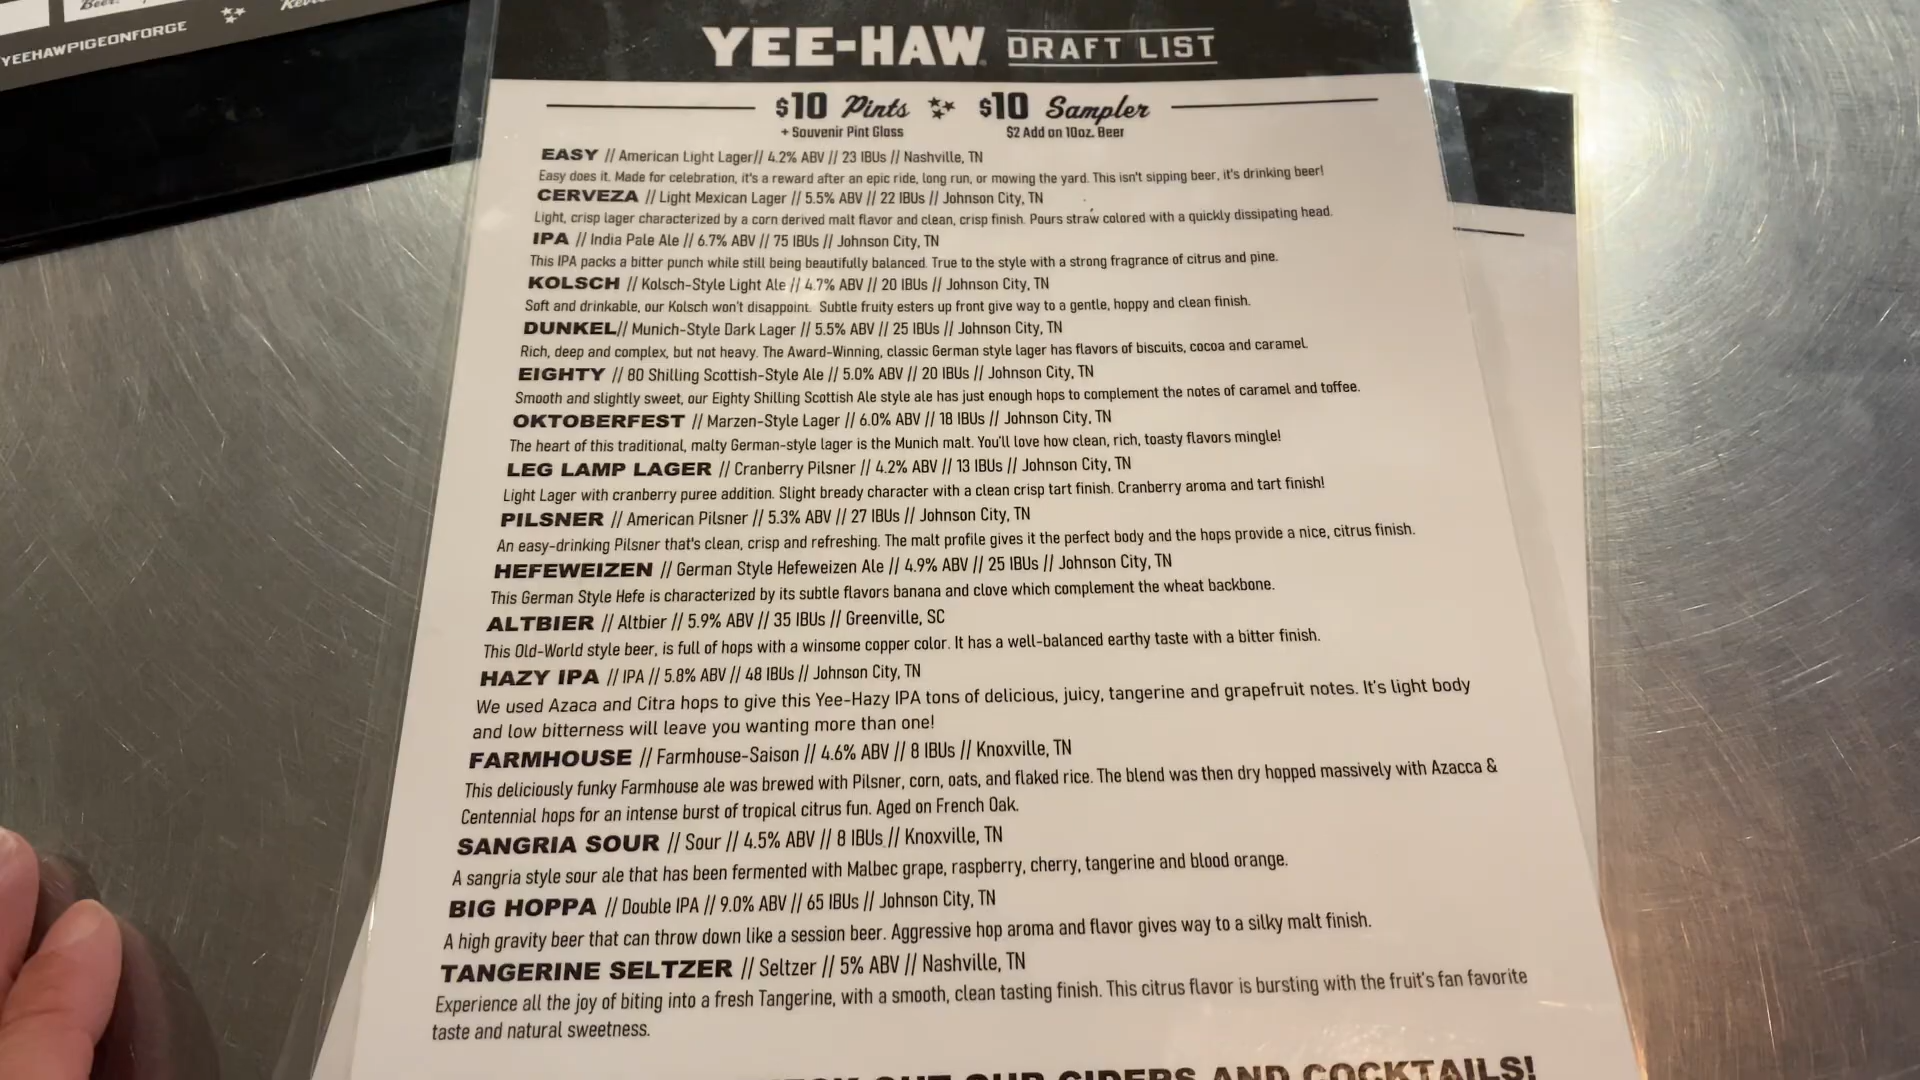 Beer.
YEEHAWPIGEONFORGE
YEE-HAW DRAFT LIST
$10 Pints $10 Sampler
+ Souvenir Pint Glass $2 Add on 10oz. Beer
EASY // American Light Lager// 4.2% ABV // 23 IBUs // Nashville, TN
Easy does it. Made for celebration, it's a reward after an epic ride, long run, or mowing the yard. This isn't sipping beer, it's drinking beer!
CERVEZA // Light Mexican Lager // 5.5% ABV // 22 IBUs // Johnson City, TN
Light, crisp lager characterized by a corn derived malt flavor and clean, crisp finish. Pours straw colored with a quickly dissipating head.
IPA // India Pale Ale // 6.7% ABV // 75 IBUs // Johnson City, TN
This IPA packs a bitter punch while still being beautifully balanced. True to the style with a strong fragrance of citrus and pine.
KOLSCH // Kolsch-Style Light Ale // 4.7% ABV // 20 IBUs // Johnson City, TN
Soft and drinkable, our Kolsch won't disappoint. Subtle fruity esters up front give way to a gentle, hoppy and clean finish.
DUNKEL// Munich-Style Dark Lager // 5.5% ABV // 25 IBUs // Johnson City, TN
Rich, deep and complex, but not heavy. The Award-Winning, classic German style lager has flavors of biscuits, cocoa and caramel.
EIGHTY // 80 Shilling Scottish-Style Ale // 5.0% ABV // 20 IBUs // Johnson City, TN
Smooth and slightly sweet, our Eighty Shilling Scottish Ale style ale has just enough hops to complement the notes of caramel and toffee.
OKTOBERFEST // Marzen-Style Lager // 6.0% ABV // 18 IBUs // Johnson City, TN
The heart of this traditional, malty German-style lager is the Munich malt. You'll love how clean, rich, toasty flavors mingle!
LEG LAMP LAGER // Cranberry Pilsner // 4.2% ABV // 13 IBUs // Johnson City, TN
Light Lager with cranberry puree addition. Slight bready character with a clean crisp tart finish. Cranberry aroma and tart finish!
PILSNER // American Pilsner // 5.3% ABV // 27 IBUs // Johnson City, TN
An easy-drinking Pilsner that's clean, crisp and refreshing. The malt profile gives it the perfect body and the hops provide a nice, citrus finish.
HEFEWEIZEN // German Style Hefeweizen Ale // 4.9% ABV // 25 IBUs // Johnson City, TN
This German Style Hefe is characterized by its subtle flavors banana and clove which complement the wheat backbone.
ALTBIER // Altbier // 5.9% ABV // 35 IBUs // Greenville, SC
This Old-World style beer, is full of hops with a winsome copper color. It has a well-balanced earthy taste with a bitter finish.
HAZY IPA // IPA // 5.8% ABV // 48 IBUs // Johnson City, TN
We used Azaca and Citra hops to give this Yee-Hazy IPA tons of delicious, juicy, tangerine and grapefruit notes. It's light body
and low bitterness will leave you wanting more than one!
FARMHOUSE // Farmhouse-Saison // 4.6% ABV // 8 IBUs // Knoxville, TN
This deliciously funky Farmhouse ale was brewed with Pilsner, corn, oats, and flaked rice. The blend was then dry hopped massively with Azacca &
Centennial hops for an intense burst of tropical citrus fun. Aged on French Oak.
SANGRIA SOUR // Sour // 4.5% ABV // 8 IBUs // Knoxville, TN
A sangria style sour ale that has been fermented with Malbec grape, raspberry, cherry, tangerine and blood orange.
BIG HOPPA // Double IPA // 9.0% ABV // 65 IBUs // Johnson City, TN
A high gravity beer that can throw down like a session beer. Aggressive hop aroma and flavor gives way to a silky malt finish.
TANGERINE SELTZER // Seltzer // 5% ABV // Nashville, TN
Experience all the joy of biting into a fresh Tangerine, with a smooth, clean tasting finish. This citrus flavor is bursting with the fruit's fan favorite
taste and natural sweetness.
OUT OUR CIDERS AND COCKTAILS!